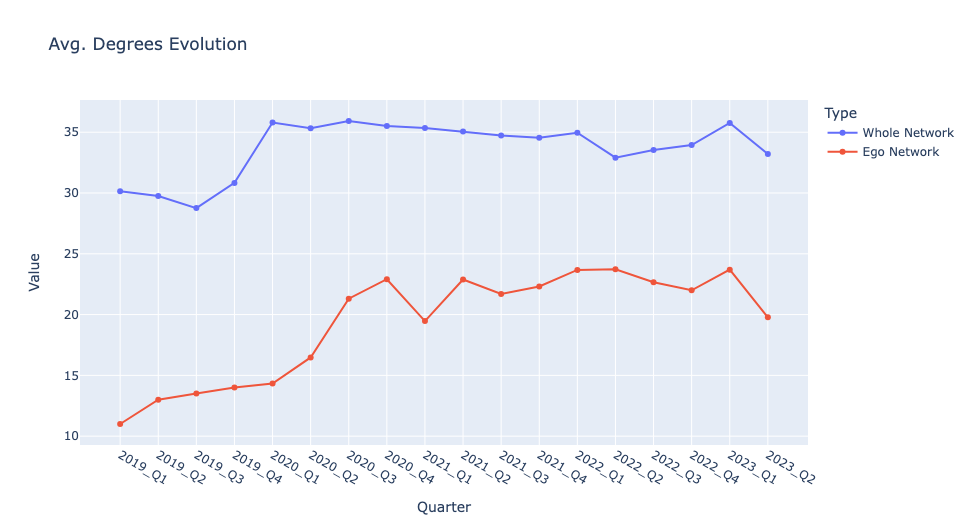 Avg. Degrees Evolution
Type
Whole Network
Ego Network
Value
35
30
25
20
15
10
2019_Q1
2019_Q2
2019_Q3
2019_Q4
2020_Q1
2020_Q2
2020_Q3
2020_Q4
2021_Q1
2021_Q2
2021_Q3
2021_Q4
2022_Q1
2022_Q2
2022_Q3
2022_Q4
2023_Q1
2023_Q2
Quarter